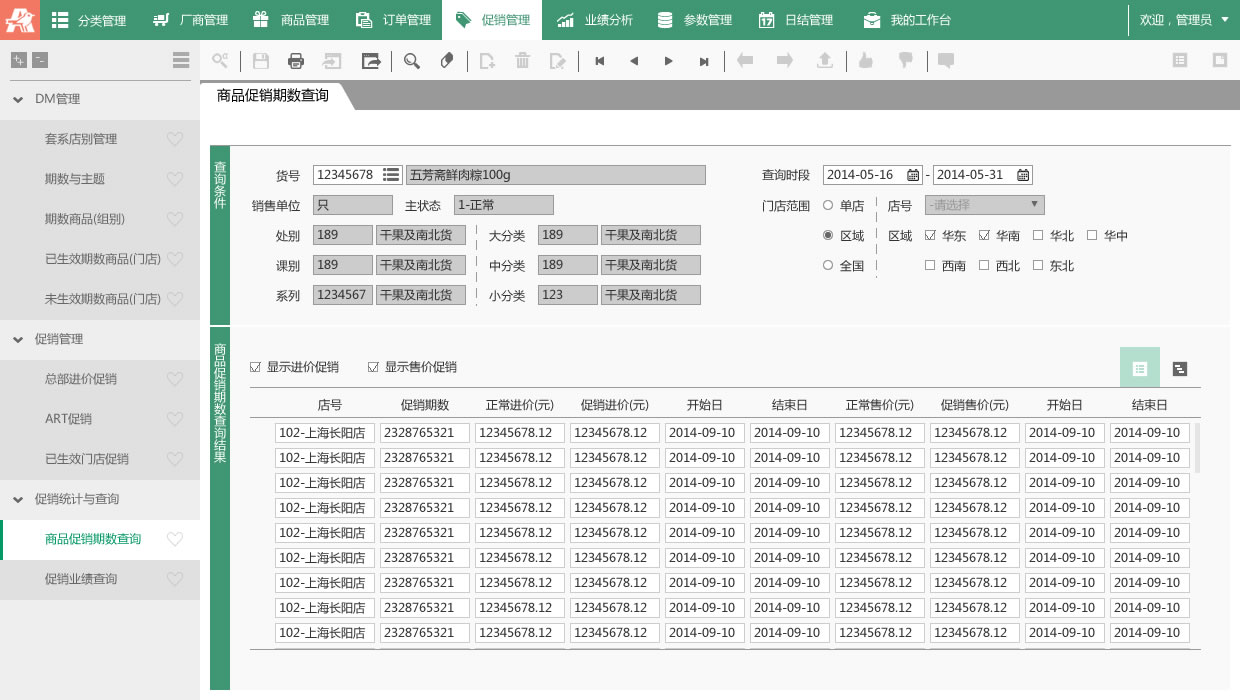 分类管理 厂商管理 商品管理 订单管理 促销管理 业绩分析 参数管理 日结管理 我的工作台 欢迎，管理员
DM管理
套系店别管理
期数与主题
期数商品(组别)
已生效期数商品(门店)
未生效期数商品(门店)
促销管理
总部进价促销
ART促销
已生效门店促销
促销统计与查询
商品促销期数查询
促销业绩查询
商品促销期数查询
查询条件
货号 12345678 五芳斋鲜肉粽100g 查询时段 2014-05-16 - 2014-05-31
销售单位 只 主状态 1-正常 门店范围 单店 店号 -请选择
处别 189 干果及南北货 大分类 189 干果及南北货 区域 区域 华东 华南 华北 华中
课别 189 干果及南北货 中分类 189 干果及南北货 全国 西南 西北 东北
系列 1234567 干果及南北货 小分类 123 干果及南北货
商品促销期数查询结果
显示进价促销 显示售价促销
店号 促销期数 正常进价(元) 促销进价(元) 开始日 结束日 正常售价(元) 促销售价(元) 开始日 结束日
102-上海长阳店 2328765321 12345678.12 12345678.12 2014-09-10 2014-09-10 12345678.12 12345678.12 2014-09-10 2014-09-10
102-上海长阳店 2328765321 12345678.12 12345678.12 2014-09-10 2014-09-10 12345678.12 12345678.12 2014-09-10 2014-09-10
102-上海长阳店 2328765321 12345678.12 12345678.12 2014-09-10 2014-09-10 12345678.12 12345678.12 2014-09-10 2014-09-10
102-上海长阳店 2328765321 12345678.12 12345678.12 2014-09-10 2014-09-10 12345678.12 12345678.12 2014-09-10 2014-09-10
102-上海长阳店 2328765321 12345678.12 12345678.12 2014-09-10 2014-09-10 12345678.12 12345678.12 2014-09-10 2014-09-10
102-上海长阳店 2328765321 12345678.12 12345678.12 2014-09-10 2014-09-10 12345678.12 12345678.12 2014-09-10 2014-09-10
102-上海长阳店 2328765321 12345678.12 12345678.12 2014-09-10 2014-09-10 12345678.12 12345678.12 2014-09-10 2014-09-10
102-上海长阳店 2328765321 12345678.12 12345678.12 2014-09-10 2014-09-10 12345678.12 12345678.12 2014-09-10 2014-09-10
102-上海长阳店 2328765321 12345678.12 12345678.12 2014-09-10 2014-09-10 12345678.12 12345678.12 2014-09-10 2014-09-10